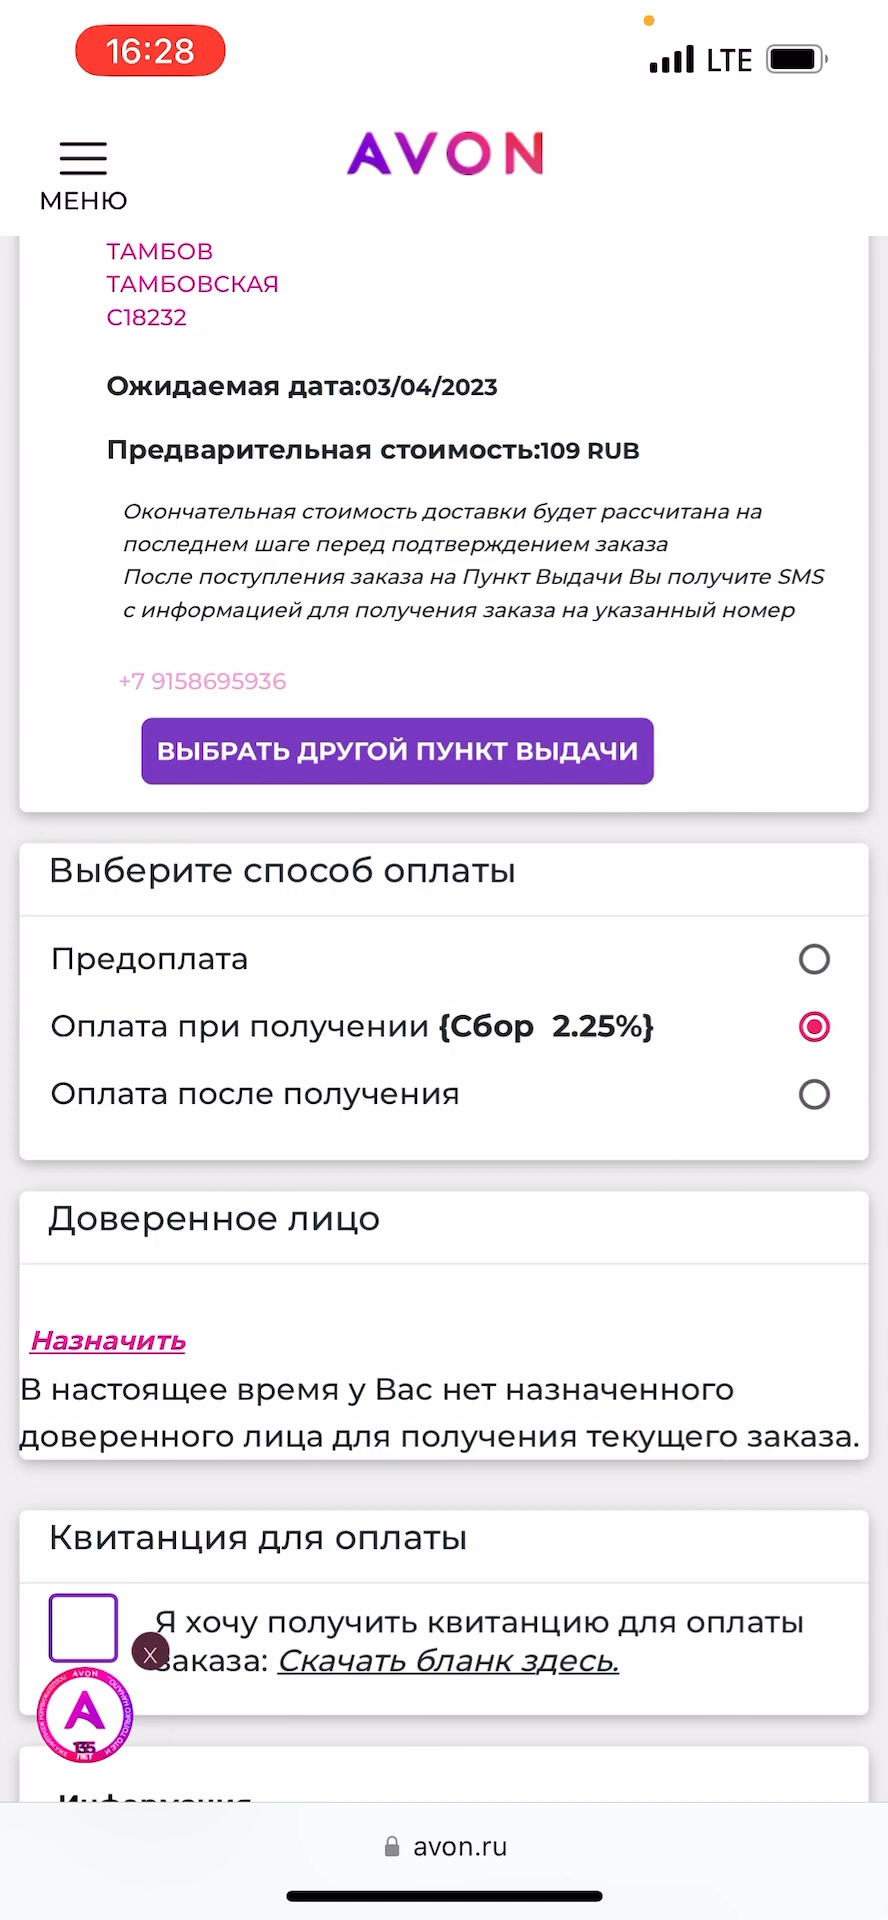 16:28
LTE
МЕНЮ
AVON
ТАМБОВ
ТАМБОВСКАЯ
C18232
Ожидаемая дата:03/04/2023
Предварительная стоимость:109 RUB
Окончательная стоимость доставки будет рассчитана на
последнем шаге перед подтверждением заказа
После поступления заказа на Пункт Выдачи Вы получите SMS
с информацией для получения заказа на указанный номер
+7 9158695936
ВЫБРАТЬ ДРУГОЙ ПУНКТ ВЫДАЧИ
Выберите способ оплаты
Предоплата
Оплата при получении {Сбор 2.25%}
Оплата после получения
Доверенное лицо
Назначить
В настоящее время у Вас нет назначенного
доверенного лица для получения текущего заказа.
Квитанция для оплаты
Я хочу получить квитанцию для оплаты
заказа: Скачать бланк здесь.
X
AVON
A
135
ЛЕТ
Информация
avon.ru